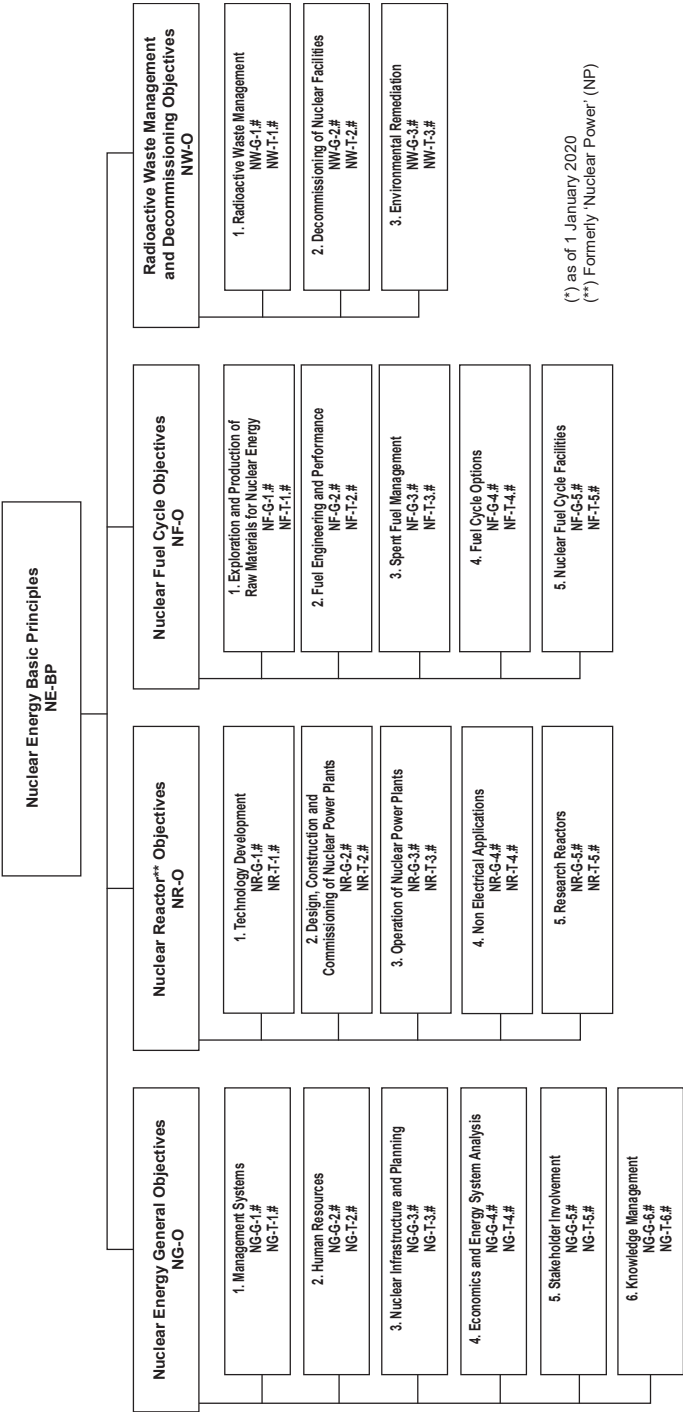 Nuclear Energy Basic Principles
NE-BP
Nuclear Energy General Objectives
NG-O
1. Management Systems
NG-G-1.#
NG-T-1.#
2. Human Resources
NG-G-2.#
NG-T-2.#
3. Nuclear Infrastructure and Planning
NG-G-3.#
NG-T-3.#
4. Economics and Energy System Analysis
NG-G-4.#
NG-T-4.#
5. Stakeholder Involvement
NG-G-5.#
NG-T-5.#
6. Knowledge Management
NG-G-6.#
NG-T-6.#
Nuclear Reactor** Objectives
NR-O
1. Technology Development
NR-G-1.#
NR-T-1.#
2. Design, Construction and
Commissioning of Nuclear Power Plants
NR-G-2.#
NR-T-2.#
3. Operation of Nuclear Power Plants
NR-G-3.#
NR-T-3.#
4. Non Electrical Applications
NR-G-4.#
NR-T-4.#
5. Research Reactors
NR-G-5.#
NR-T-5.#
Nuclear Fuel Cycle Objectives
NF-O
1. Exploration and Production of
Raw Materials for Nuclear Energy
NF-G-1.#
NF-T-1.#
2. Fuel Engineering and Performance
NF-G-2.#
NF-T-2.#
3. Spent Fuel Management
NF-G-3.#
NF-T-3.#
4. Fuel Cycle Options
NF-G-4.#
NF-T-4.#
5. Nuclear Fuel Cycle Facilities
NF-G-5.#
NF-T-5.#
Radioactive Waste Management
and Decommissioning Objectives
NW-O
1. Radioactive Waste Management
NW-G-1.#
NW-T-1.#
2. Decommissioning of Nuclear Facilities
NW-G-2.#
NW-T-2.#
3. Environmental Remediation
NW-G-3.#
NW-T-3.#
(*) as of 1 January 2020
(**) Formerly ‘Nuclear Power’ (NP)